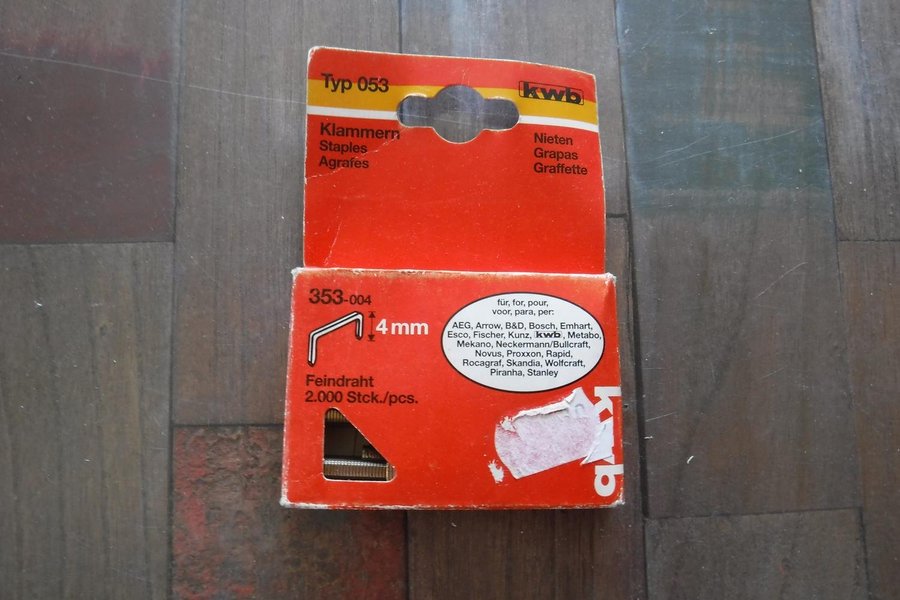 Typ 053
kwb
Klammern
Staples
Agrafes
Nieten
Grapas
Graffette
353-004
4 mm
Feindraht
2.000 Stck./pcs.
für, for, pour,
voor, para, per:
AEG, Arrow, B&D, Bosch, Emhart,
Esco, Fischer, Kunz, kwb, Metabo,
Mekano, Neckermann/Bullcraft,
Novus, Proxxon, Rapid,
Rocagraf, Skandia, Wolfcraft,
Piranha, Stanley
kwb